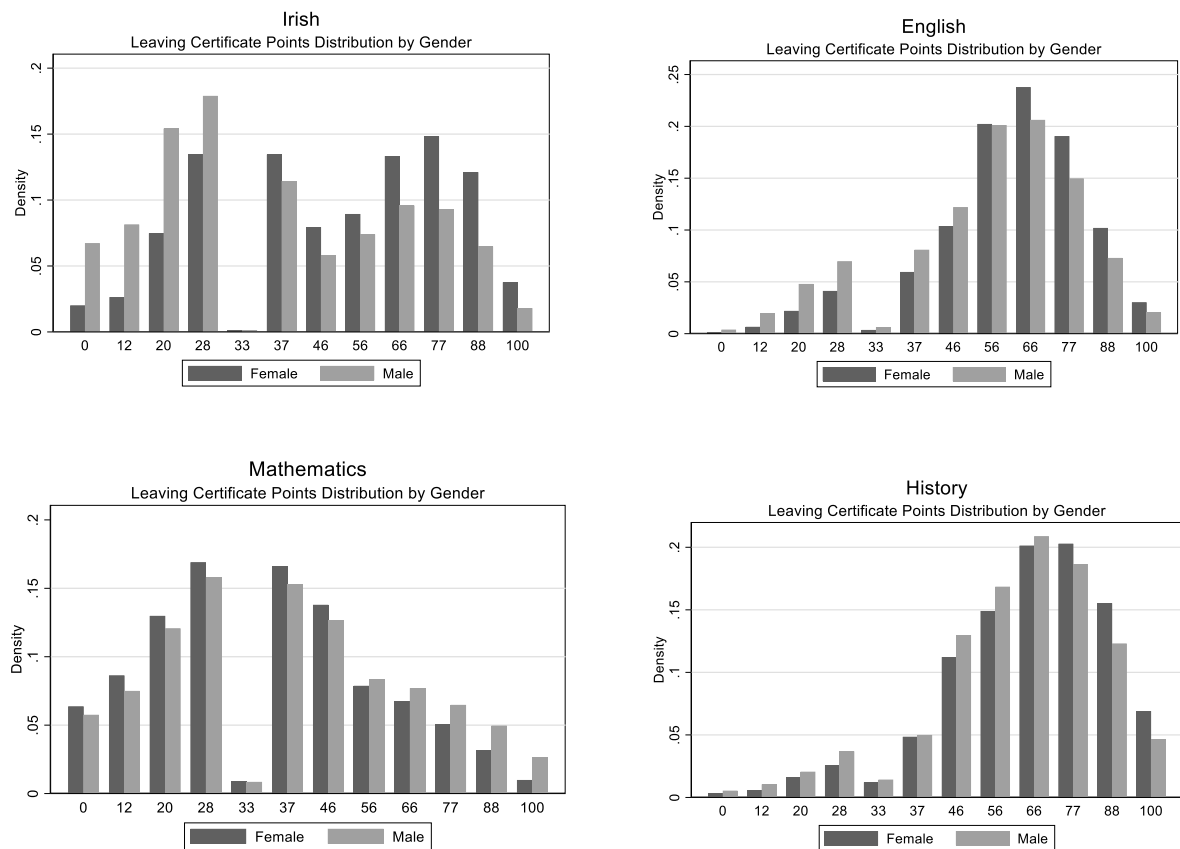 Irish
Leaving Certificate Points Distribution by Gender
Density
.2
.15
.1
.05
0
0 12 20 28 33 37 46 56 66 77 88 100
Female Male
English
Leaving Certificate Points Distribution by Gender
Density
.25
.2
.15
.1
.05
0
0 12 20 28 33 37 46 56 66 77 88 100
Female Male
Mathematics
Leaving Certificate Points Distribution by Gender
Density
.2
.15
.1
.05
0
0 12 20 28 33 37 46 56 66 77 88 100
Female Male
History
Leaving Certificate Points Distribution by Gender
Density
.2
.15
.1
.05
0
0 12 20 28 33 37 46 56 66 77 88 100
Female Male